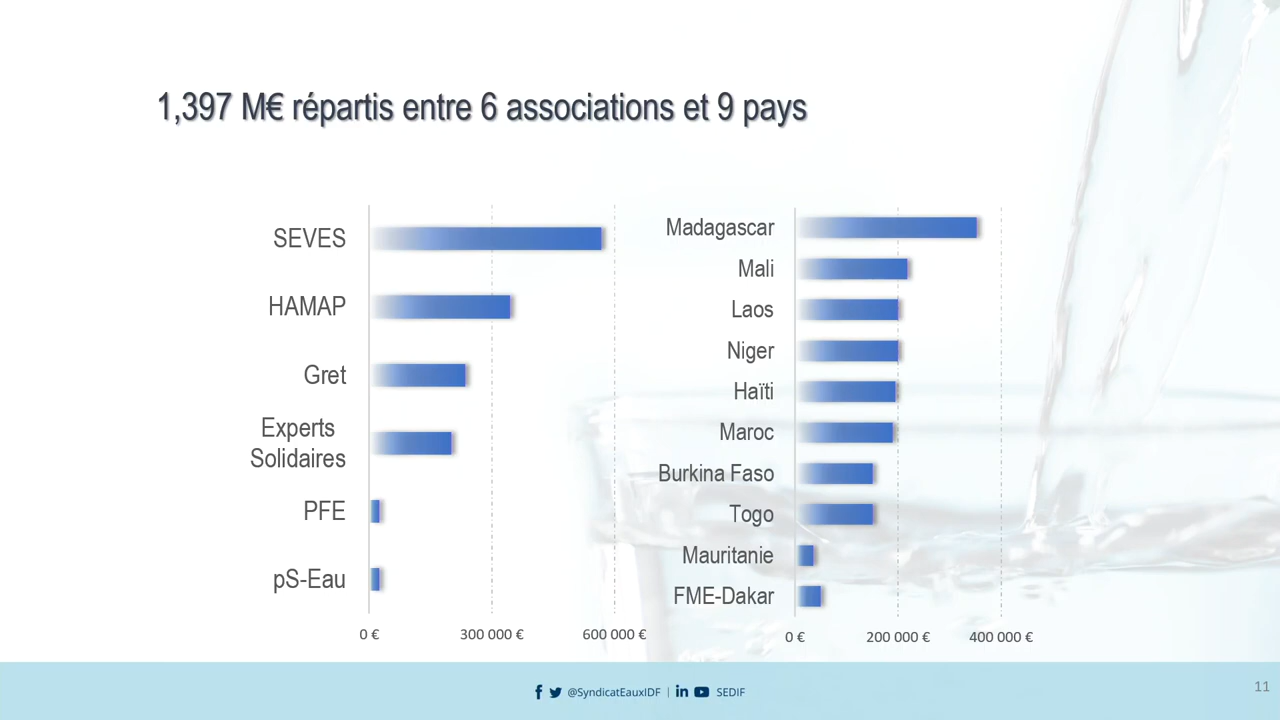 1,397 M€ répartis entre 6 associations et 9 pays
SEVES
HAMAP
Gret
Experts
Solidaires
PFE
pS-Eau
0 €
300 000 €
600 000 €
Madagascar
Mali
Laos
Niger
Haïti
Maroc
Burkina Faso
Togo
Mauritanie
FME-Dakar
0 €
200 000 €
400 000 €
@SyndicatEauxIDF | SEDIF
11